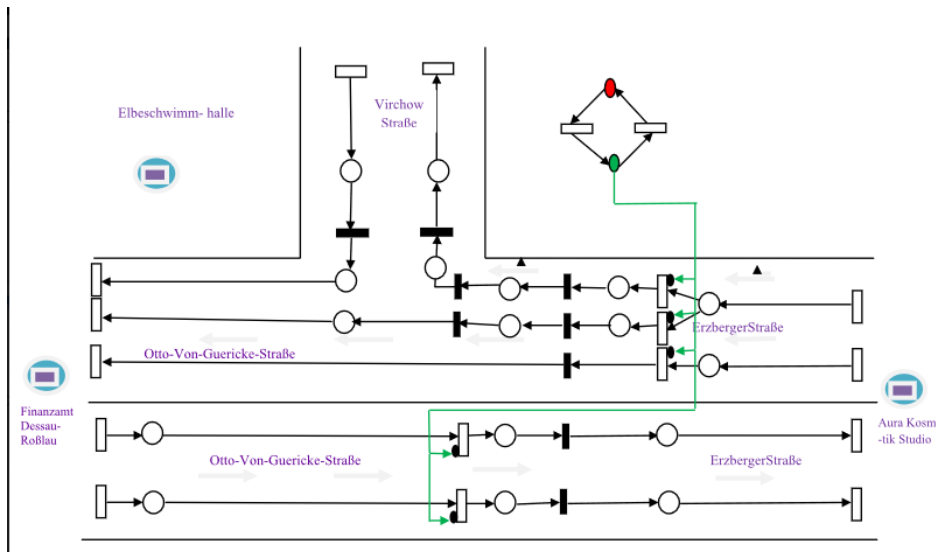 Elbeschwimm- halle
Virchow
Straße
ErzbergerStraße
Otto-Von-Guericke-Straße
Finanzamt
Dessau-
Roßlau
Aura Kosm
-tik Studio
Otto-Von-Guericke-Straße
ErzbergerStraße